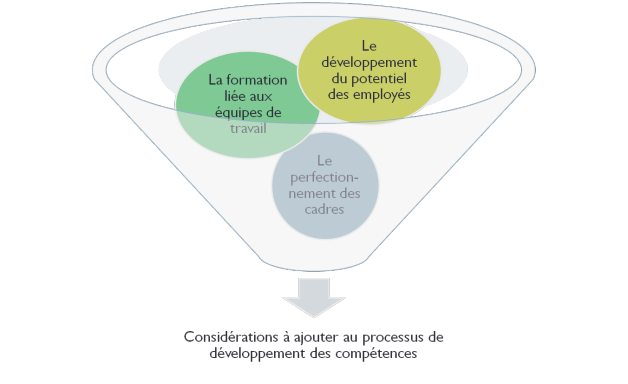 Le
développement
du potentiel
des employés
La formation
liée aux
équipes de
travail
Le
perfection-
nement des
cadres
Considérations à ajouter au processus de
développement des compétences